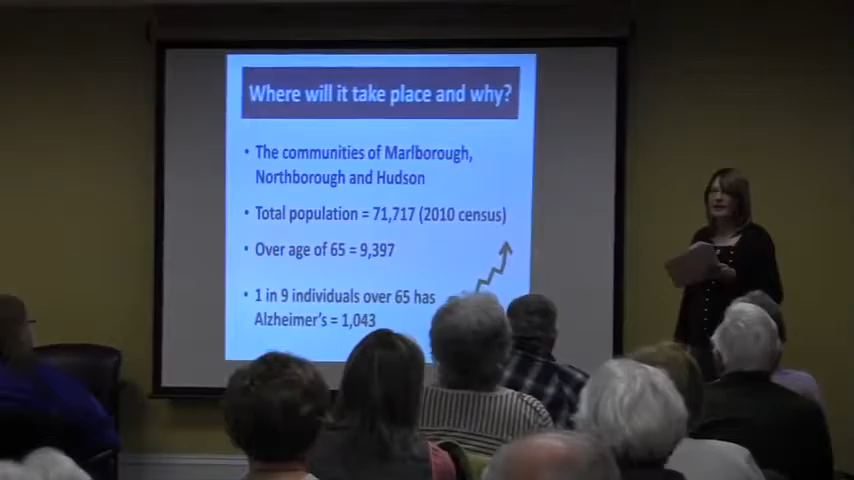 Where will it take place and why?
• The communities of Marlborough,
Northborough and Hudson
• Total population = 71,717 (2010 census)
• Over age of 65 = 9,397
• 1 in 9 individuals over 65 has
Alzheimer's = 1,043